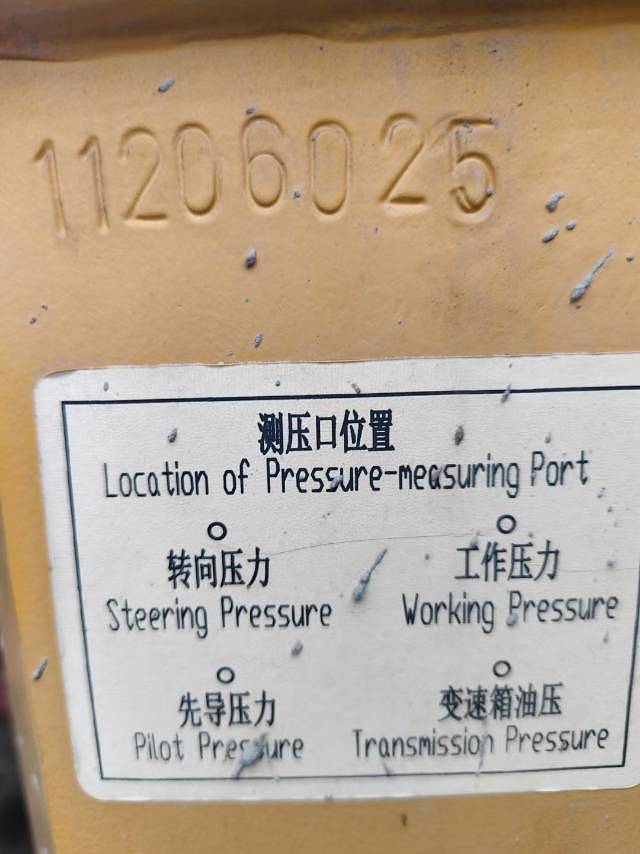 11206025
测压口位置
Location of Pressure-measuring Port
转向压力
Steering Pressure
工作压力
Working Pressure
先导压力
Pilot Pressure
变速箱油压
Transmission Pressure